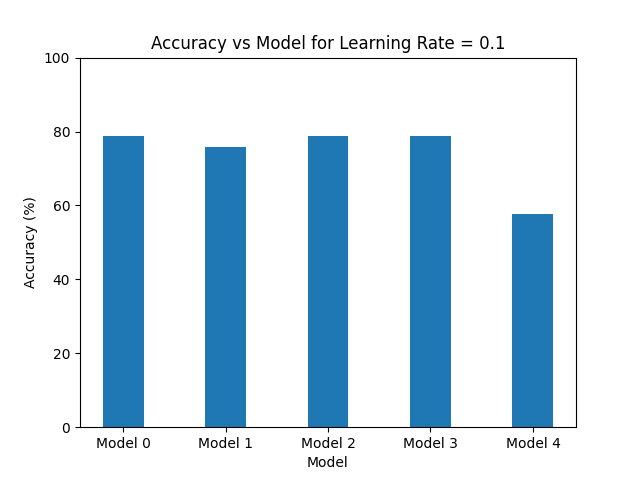 Accuracy vs Model for Learning Rate = 0.1
100
80
60
40
20
0
Accuracy (%)
Model 0 Model 1 Model 2 Model 3 Model 4
Model